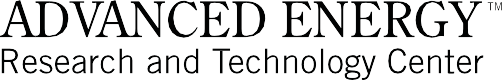 ADVANCED ENERGY™
Research and Technology Center